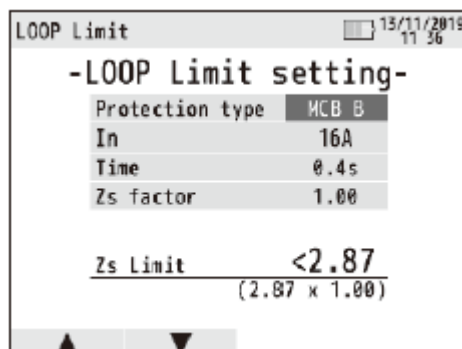 LOOP Limit 13/11/2019
11 36
-LOOP Limit setting-
Protection type MCB B
In 16A
Time 0.4s
Zs factor 1.00
Zs Limit <2.87
(2.87 x 1.00)